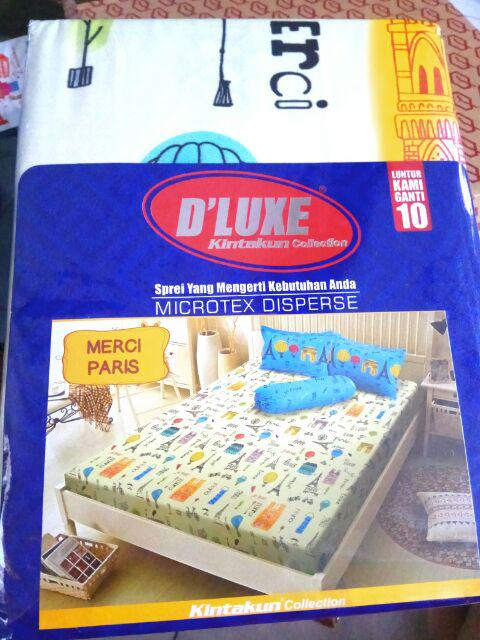 erci
D'LUXE®
Kintakun Collection
LUNTUR
KAMI
GANTI
10
Sprei Yang Mengerti Kebutuhan Anda
MICROTEX DISPERSE
MERCI
PARIS
Kintakun® Collection